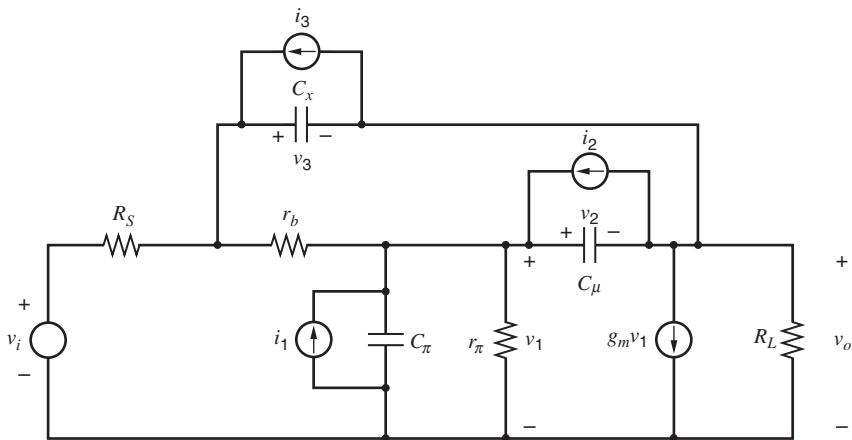 i3
Cx
+ −
v3
i2
v2
+ −
Cμ
RS
rb
+
vi
−
i1
Cπ
rπ
+
v1
−
gmv1
RL
+
vo
−